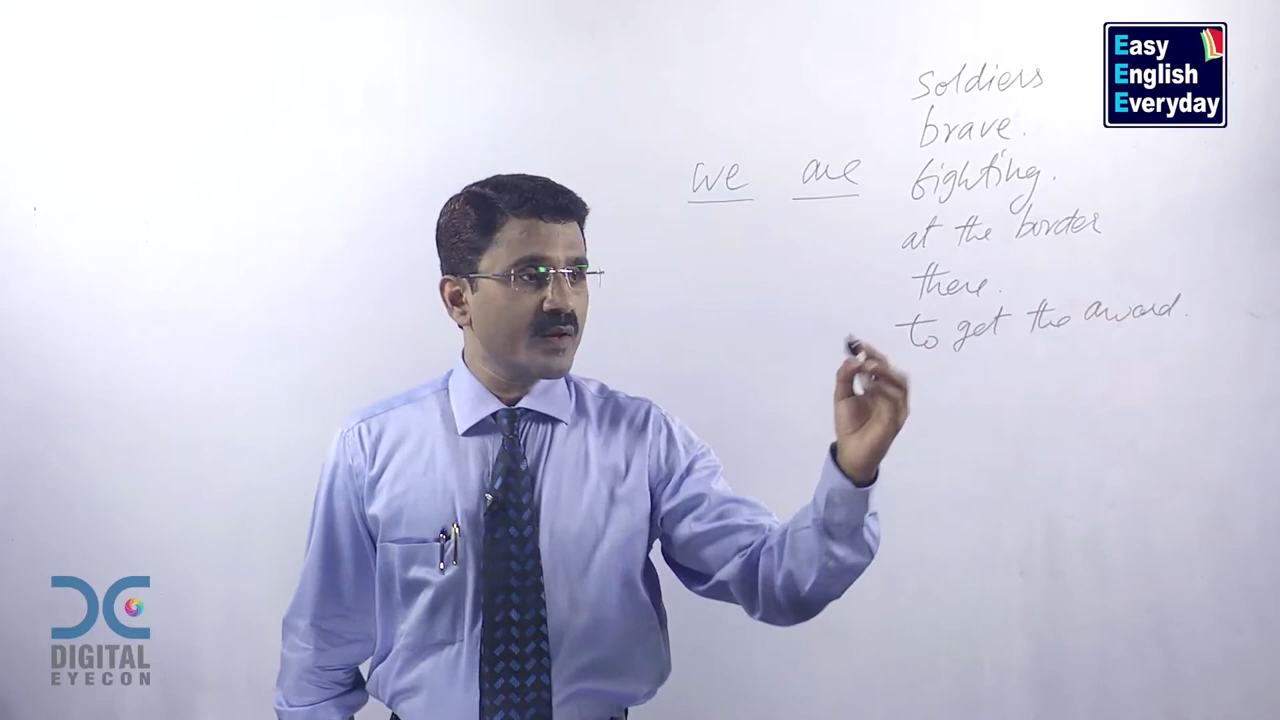 Easy
English
Everyday
soldiers
brave.
we are fighting.
at the border
there.
to get the award.
DIGITAL
EYECON